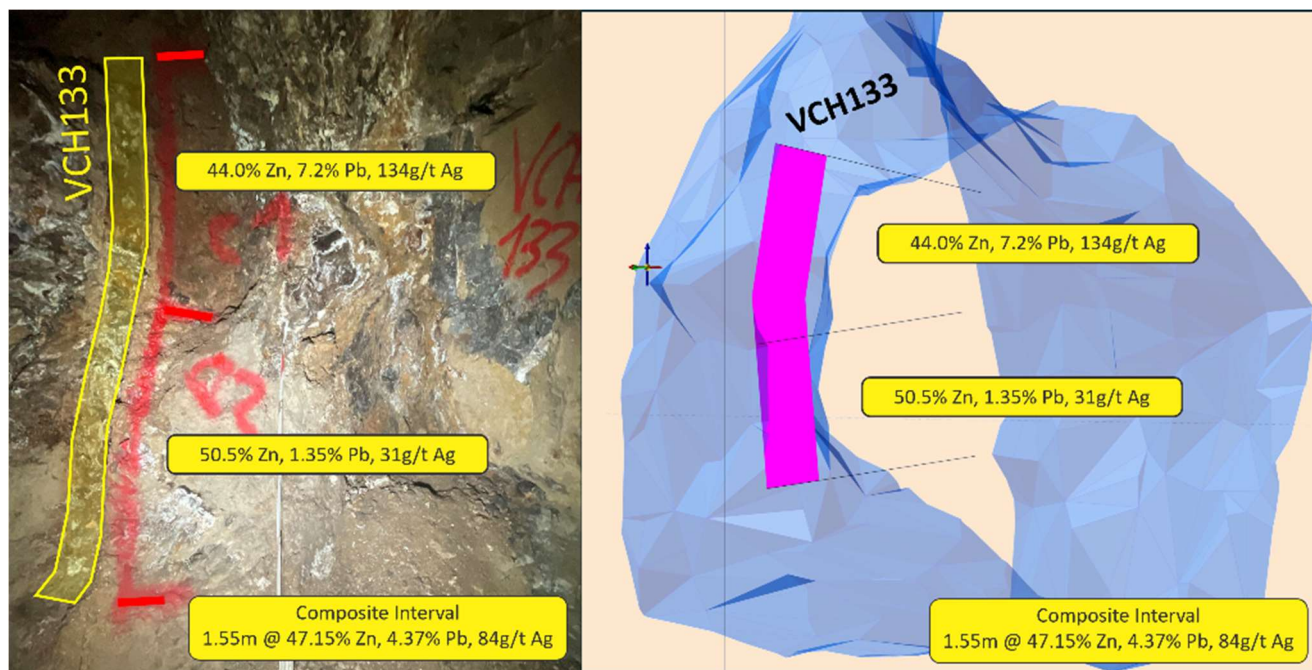 VCH133
44.0% Zn, 7.2% Pb, 134g/t Ag
VCH
133
50.5% Zn, 1.35% Pb, 31g/t Ag
Composite Interval
1.55m @ 47.15% Zn, 4.37% Pb, 84g/t Ag
VCH133
44.0% Zn, 7.2% Pb, 134g/t Ag
50.5% Zn, 1.35% Pb, 31g/t Ag
Composite Interval
1.55m @ 47.15% Zn, 4.37% Pb, 84g/t Ag